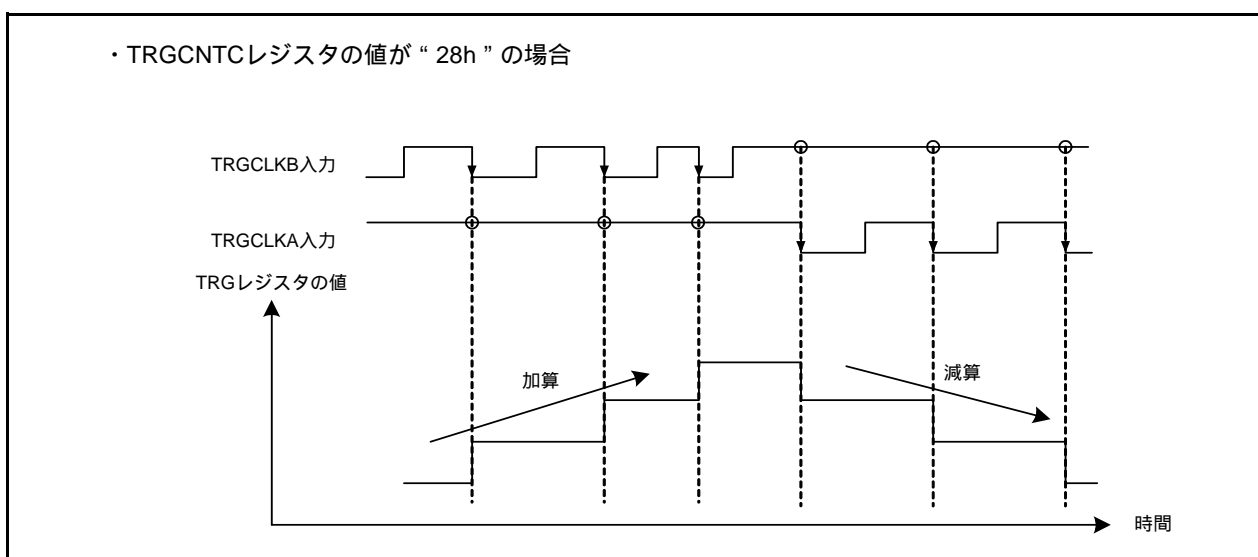 ・TRGCNTCレジスタの値が“28h”の場合
TRGCLKB入力
TRGCLKA入力
TRGレジスタの値
加算
減算
時間